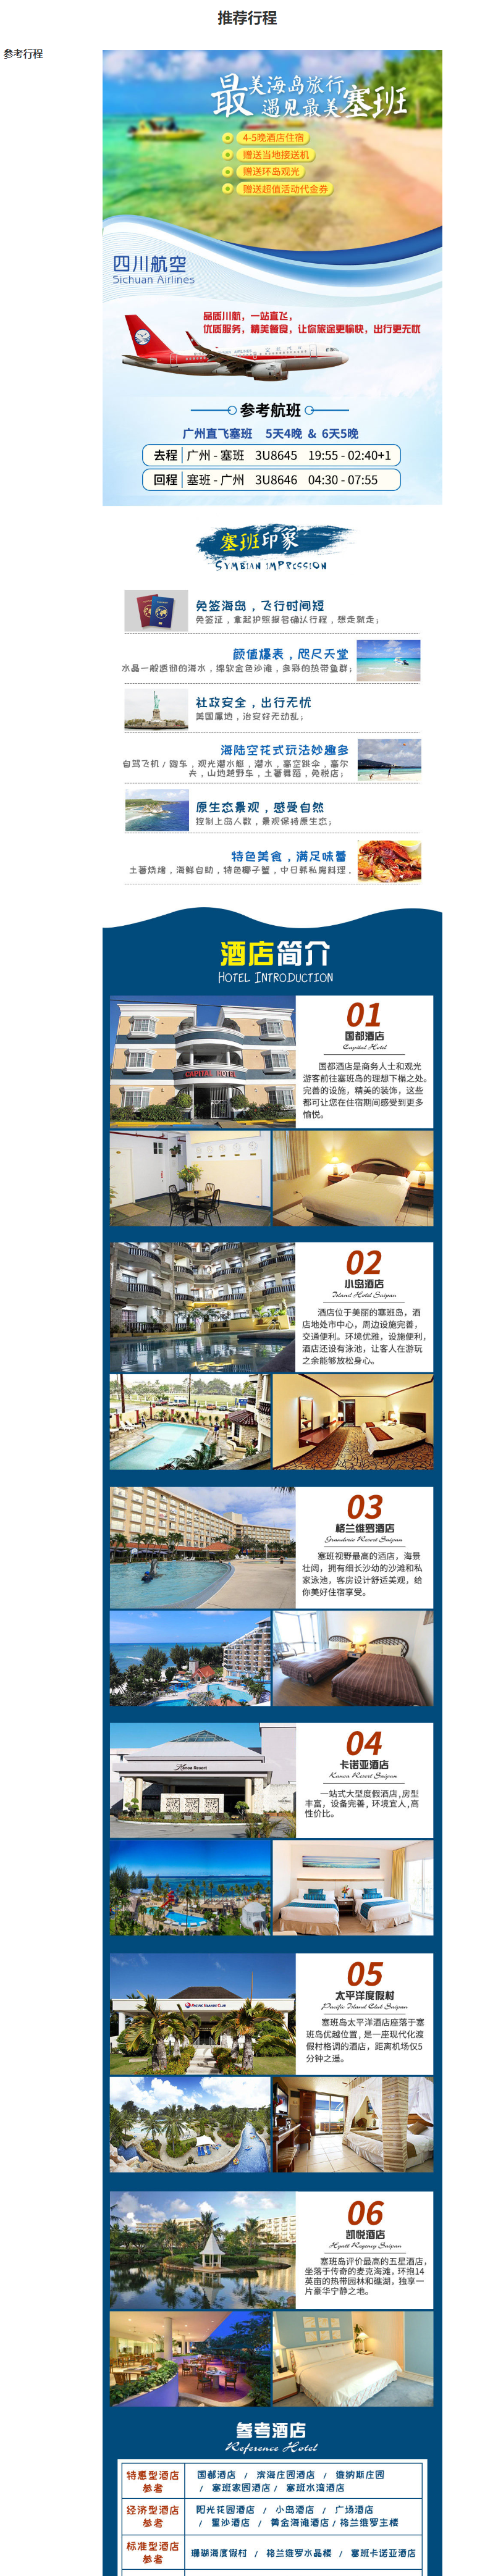 推荐行程
参考行程
最美海岛旅行
遇见最美塞班
4-5晚酒店住宿
赠送当地接送机
赠送环岛观光
赠送超值活动代金券
四川航空
Sichuan Airlines
品质川航，一站直飞，
优质服务，精美餐食，让你旅途更愉快，出行更无忧
参考航班
广州直飞塞班 5天4晚 & 6天5晚
去程 广州 - 塞班 3U8645 19:55 - 02:40+1
回程 塞班 - 广州 3U8646 04:30 - 07:55
塞班印象
SYMBIAN IMPRESSION
免签海岛，飞行时间短
免签证，拿起护照报名确认行程，想走就走；
颜值爆表，咫尺天堂
水晶一般透彻的海水，绵软金色沙滩，多彩的热带鱼群；
社政安全，出行无忧
美国属地，治安好无动乱；
海陆空花式玩法妙趣多
自驾飞机 / 跑车，观光潜水艇，潜水，高空跳伞，高尔
夫，山地越野车，土著舞蹈，免税店；
原生态景观，感受自然
控制上岛人数，景观保持原生态；
特色美食，满足味蕾
土著烧烤，海鲜自助，特色椰子蟹，中日韩私房料理．
酒店简介
HOTEL INTRODUCTION
01
国都酒店
Capital Hotel
国都酒店是商务人士和观光
游客前往塞班岛的理想下榻之处。
完善的设施，精美的装饰，这些
都可让您在住宿期间感受到更多
愉悦。
CAPITAL HOTEL
02
小岛酒店
Island Hotel Saipan
酒店位于美丽的塞班岛，酒
店地处市中心，周边设施完善，
交通便利。环境优雅，设施便利，
酒店还设有泳池，让客人在游玩
之余能够放松身心。
03
格兰维罗酒店
Grandvrio Resort Saipan
塞班视野最高的酒店，海景
壮阔，拥有细长沙幼的沙滩和私
家泳池，客房设计舒适美观，给
你美好住宿享受。
04
卡诺亚酒店
Kanoa Resort Saipan
一站式大型度假酒店,房型
丰富，设备完善, 环境宜人,高
性价比。
Kanoa Resort
05
太平洋度假村
Pacific Island Club Saipan
塞班岛太平洋酒店座落于塞
班岛优越位置, 是一座现代化渡
假村格调的酒店，距离机场仅5
分钟之遥。
PACIFIC ISLANDS CLUB
06
凯悦酒店
Hyatt Regency Saipan
塞班岛评价最高的五星酒店，
坐落于传奇的麦克海滩, 环抱14
英亩的热带园林和礁湖，独享一
片豪华宁静之地。
参考酒店
Reference Hotel
特惠型酒店
参考
国都酒店 / 滨海庄园酒店 / 维纳斯庄园
/ 塞班家园酒店 / 塞班水湾酒店
经济型酒店
参考
阳光花园酒店 / 小岛酒店 / 广场酒店
/ 玺沙酒店 / 黄金海滩酒店 / 格兰维罗主楼
标准型酒店
参考
珊瑚海度假村 / 格兰维罗水晶楼 / 塞班卡诺亚酒店